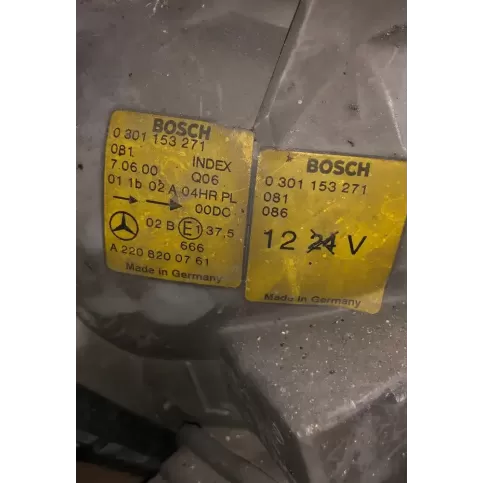 BOSCH
0 301 153 271
081 INDEX
7.06.00 Q06
01 1b 02 A 04HR PL
00DC
02 B E1 37.5
666
A 220 820 07 61
Made in Germany
BOSCH
0 301 153 271
081
086
12 24 V
Made in Germany